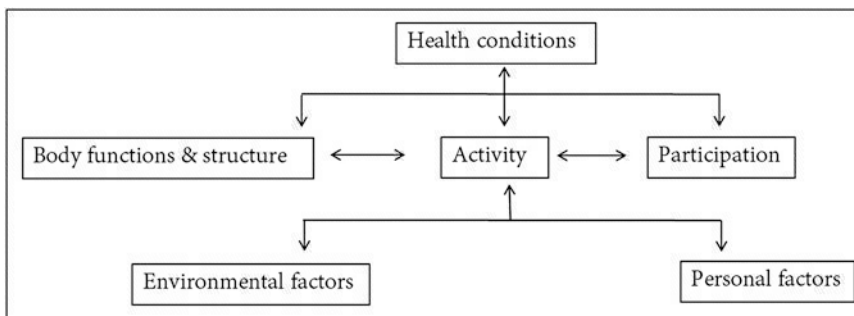 Health conditions
Body functions & structure
Activity
Participation
Environmental factors
Personal factors